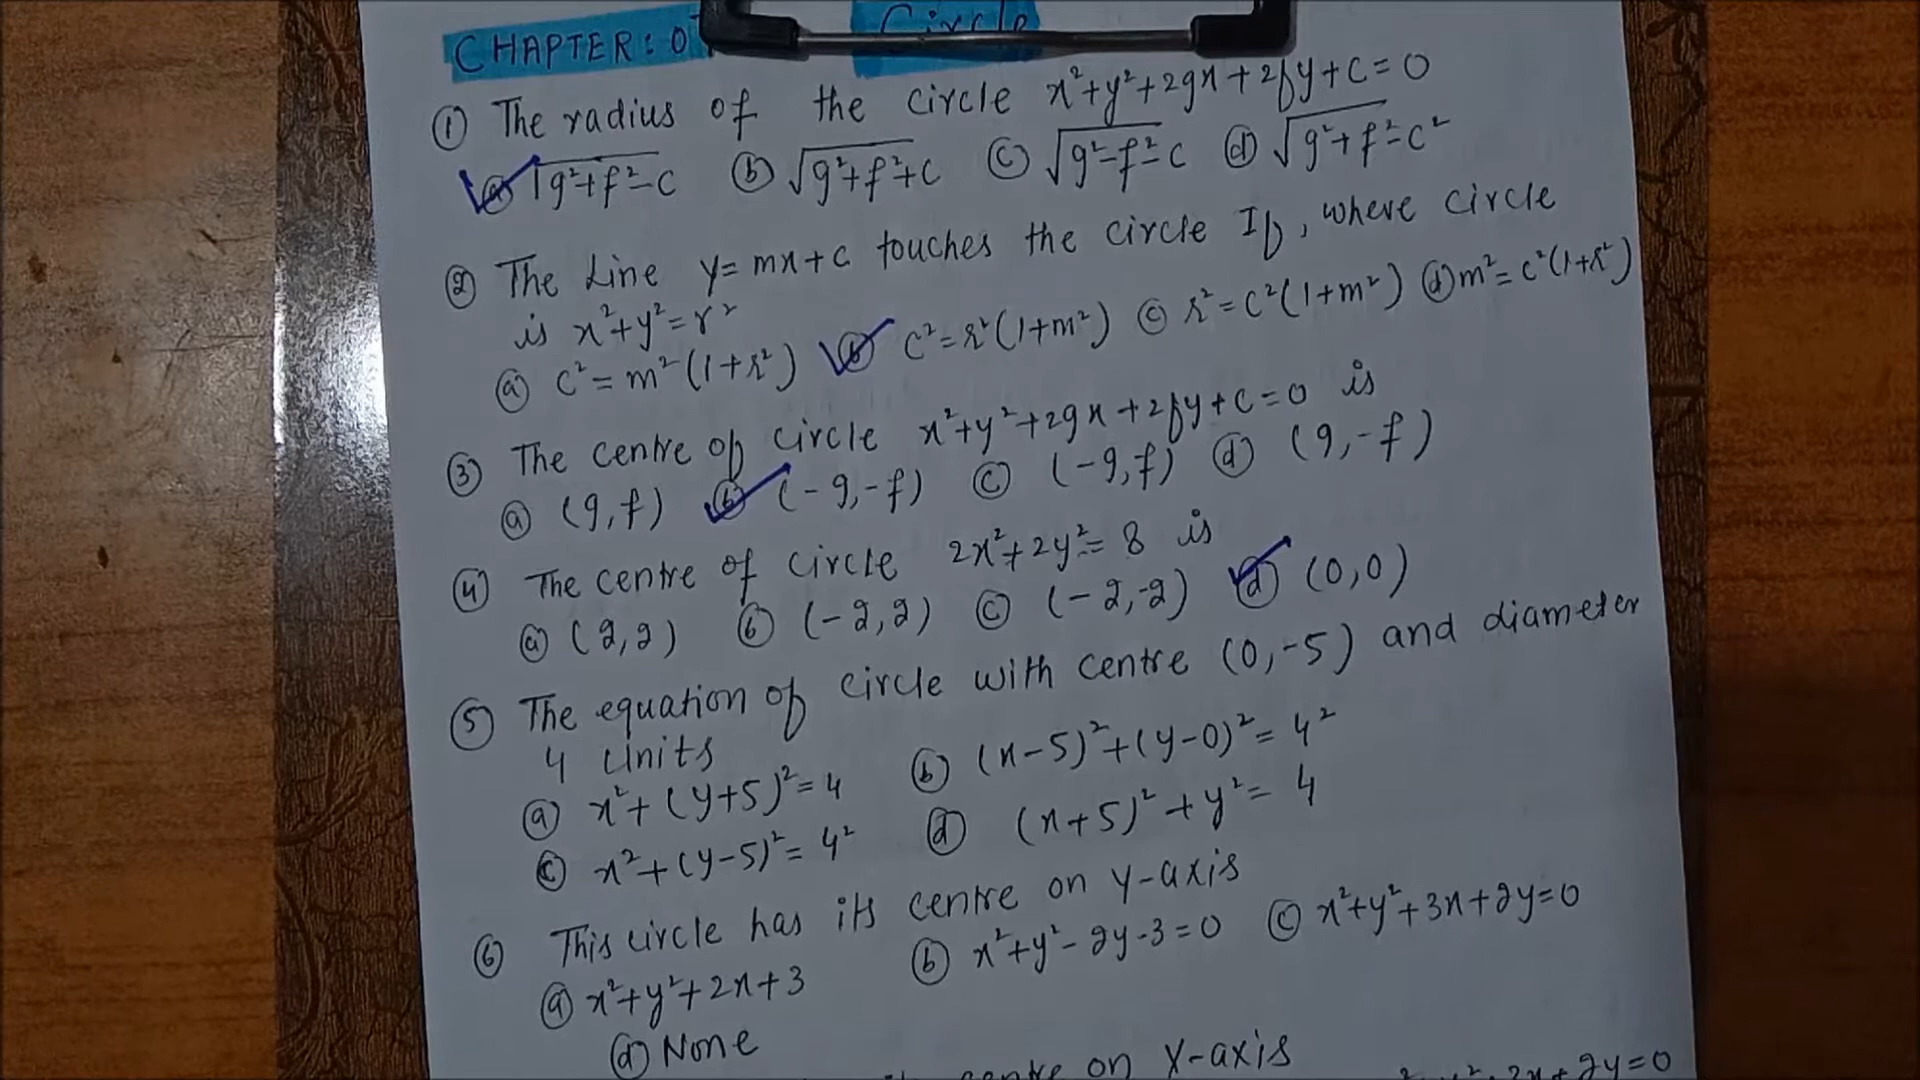 CHAPTER: 07 Circle
① The radius of the circle x²+y²+2gx+2fy+c=0
ⓐ √g²+f²-c ⓑ √g²+f²+c ⓒ √g²-f²-c ⓓ √g²+f²-c²
② The Line y=mx+c touches the circle If, where circle
is x²+y²=r²
ⓐ c²=m²(1+r²) ⓑ c²=r²(1+m²) ⓒ r²=c²(1+m²) ⓓ m²=c²(1+r²)
③ The centre of circle x²+y²+2gx+2fy+c=0 is
ⓐ (g,f) ⓑ (-g,-f) ⓒ (-g,f) ⓓ (g,-f)
④ The centre of circle 2x²+2y²=8 is
ⓐ (2,2) ⓑ (-2,2) ⓒ (-2,-2) ⓓ (0,0)
⑤ The equation of circle with centre (0,-5) and diameter
4 Units
ⓐ x²+(y+5)²=4 ⓑ (x-5)²+(y-0)²=4²
ⓒ x²+(y-5)²=4² ⓓ (x+5)²+y²=4
⑥ This circle has its centre on y-axis
ⓐ x²+y²+2x+3 ⓑ x²+y²-2y-3=0 ⓒ x²+y²+3x+2y=0
ⓓ None
centre on X-axis
2y=0